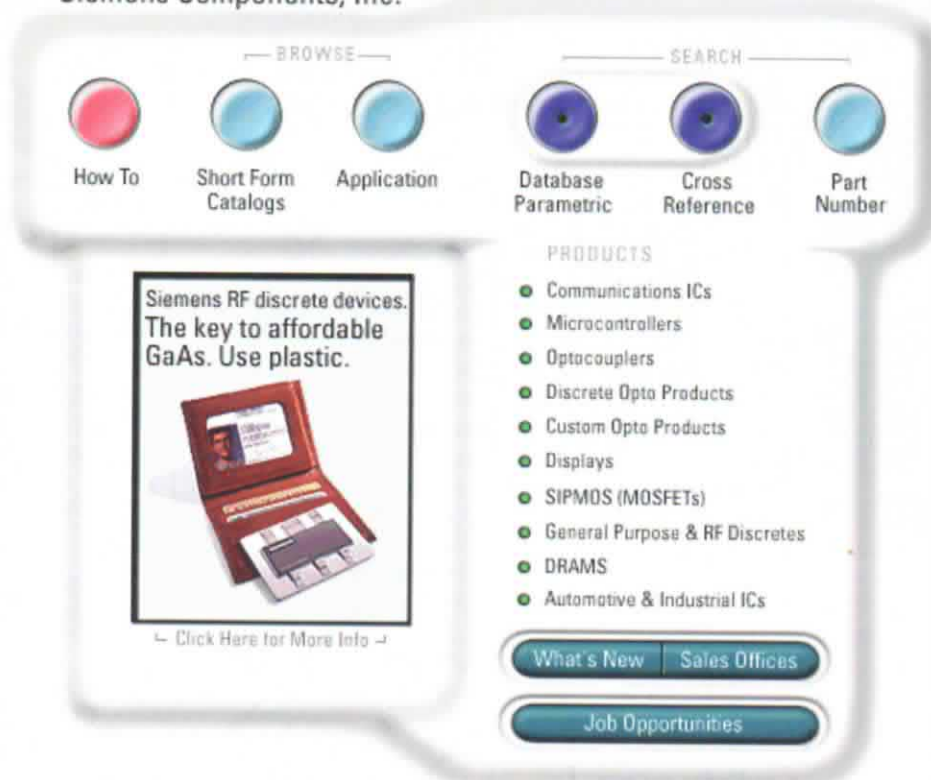 Siemens Components, Inc.
BROWSE
SEARCH
How To
Short Form
Catalogs
Application
Database
Parametric
Cross
Reference
Part
Number
Siemens RF discrete devices.
The key to affordable
GaAs. Use plastic.
Click Here for More Info
PRODUCTS
Communications ICs
Microcontrollers
Optocouplers
Discrete Opto Products
Custom Opto Products
Displays
SIPMOS (MOSFETs)
General Purpose & RF Discretes
DRAMS
Automotive & Industrial ICs
What's New
Sales Offices
Job Opportunities